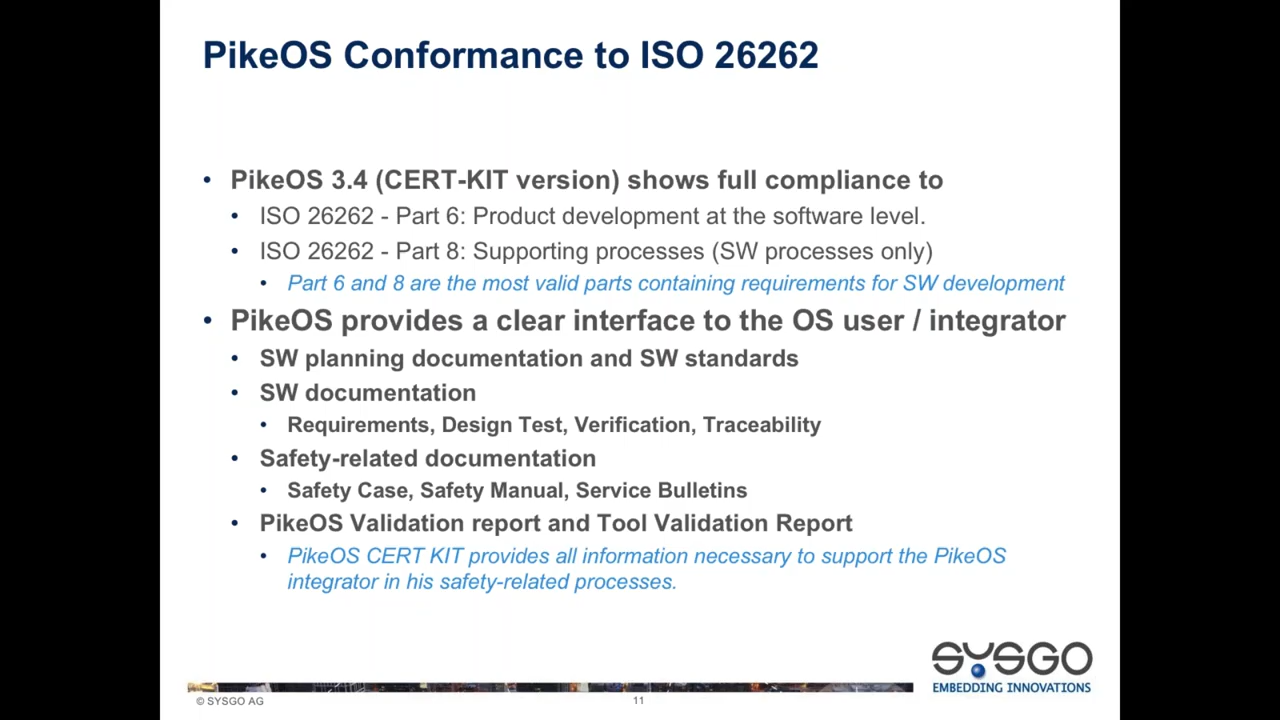 PikeOS Conformance to ISO 26262
• PikeOS 3.4 (CERT-KIT version) shows full compliance to
• ISO 26262 - Part 6: Product development at the software level.
• ISO 26262 - Part 8: Supporting processes (SW processes only)
• Part 6 and 8 are the most valid parts containing requirements for SW development
• PikeOS provides a clear interface to the OS user / integrator
• SW planning documentation and SW standards
• SW documentation
• Requirements, Design Test, Verification, Traceability
• Safety-related documentation
• Safety Case, Safety Manual, Service Bulletins
• PikeOS Validation report and Tool Validation Report
• PikeOS CERT KIT provides all information necessary to support the PikeOS
integrator in his safety-related processes.
SYSGO
EMBEDDING INNOVATIONS
© SYSGO AG
11